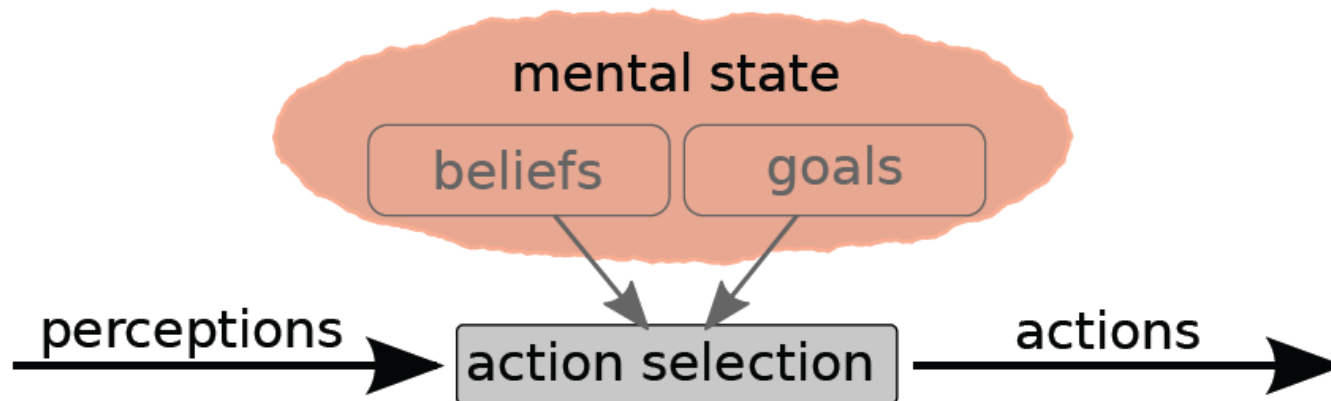 mental state
beliefs
goals
perceptions
action selection
actions